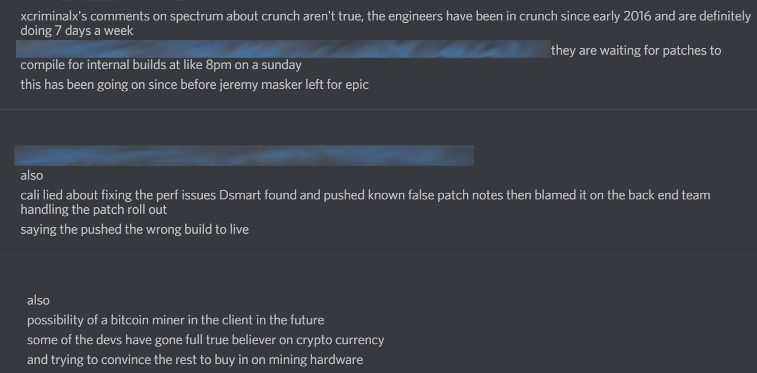 xcriminalx's comments on spectrum about crunch aren't true, the engineers have been in crunch since early 2016 and are definitely
doing 7 days a week
they are waiting for patches to
compile for internal builds at like 8pm on a sunday
this has been going on since before jeremy masker left for epic
also
cali lied about fixing the perf issues Dsmart found and pushed known false patch notes then blamed it on the back end team
handling the patch roll out
saying the pushed the wrong build to live
also
possibility of a bitcoin miner in the client in the future
some of the devs have gone full true believer on crypto currency
and trying to convince the rest to buy in on mining hardware